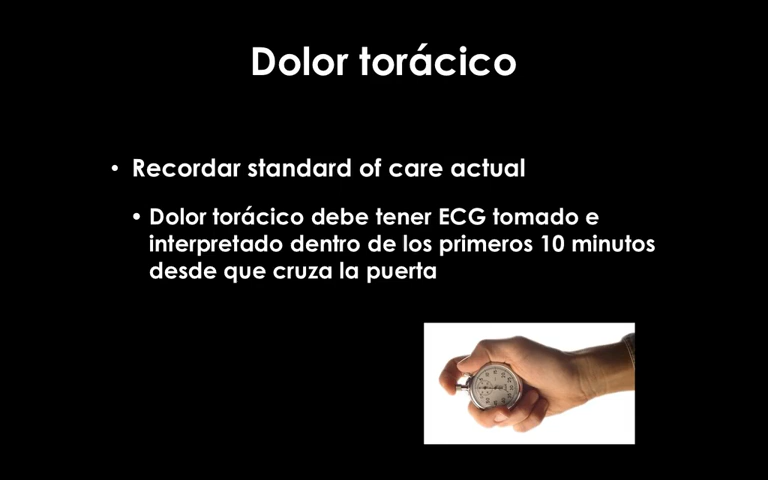 Dolor torácico
• Recordar standard of care actual
• Dolor torácico debe tener ECG tomado e
interpretado dentro de los primeros 10 minutos
desde que cruza la puerta